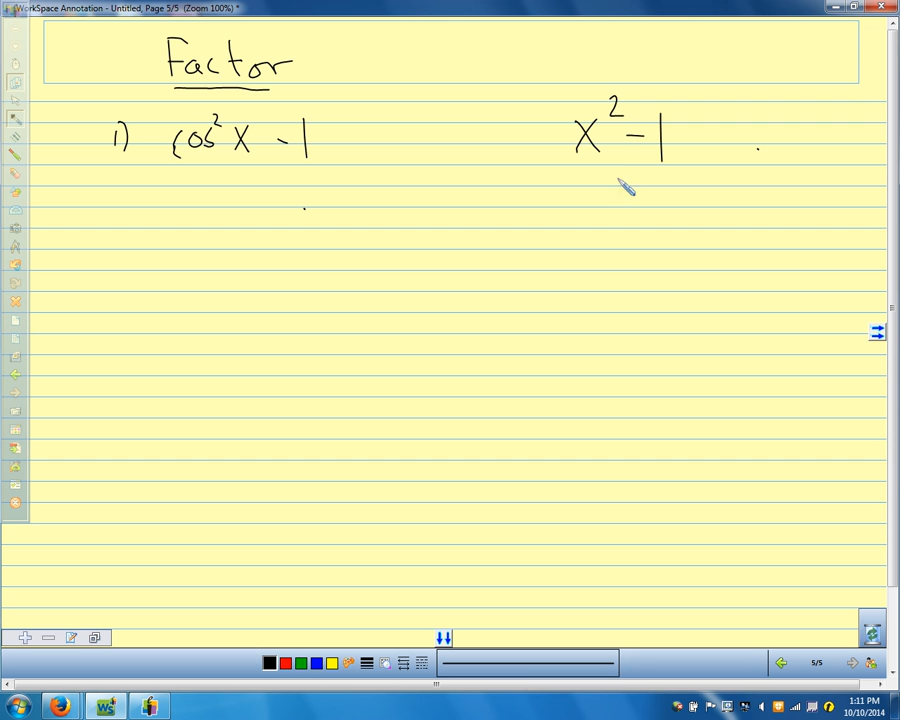 WorkSpace Annotation - Untitled, Page 5/5 (Zoom 100%) *
Factor
1) cos² x - 1
x² - 1
5/5
1:11 PM
10/10/2014